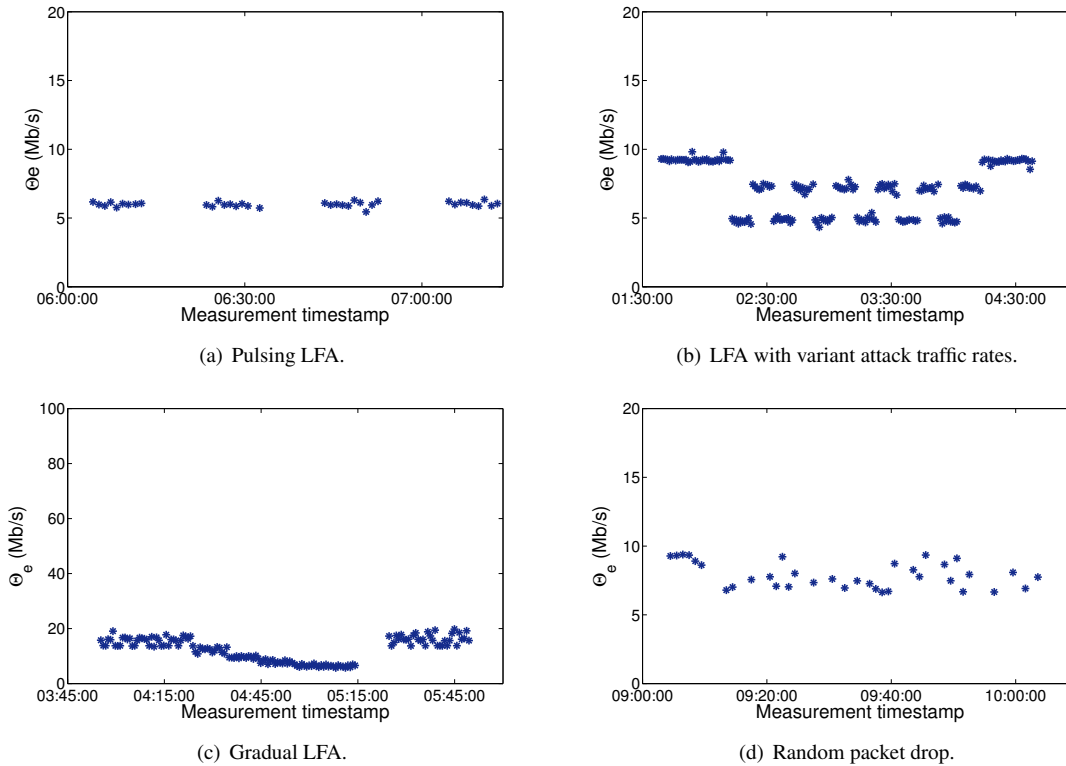 20
15
10
5
0
Θe (Mb/s)
06:00:00 06:30:00 07:00:00
Measurement timestamp
(a) Pulsing LFA.
20
15
10
5
0
Θe (Mb/s)
01:30:00 02:30:00 03:30:00 04:30:00
Measurement timestamp
(b) LFA with variant attack traffic rates.
100
80
60
40
20
0
Θe (Mb/s)
03:45:00 04:15:00 04:45:00 05:15:00 05:45:00
Measurement timestamp
(c) Gradual LFA.
20
15
10
5
0
Θe (Mb/s)
09:00:00 09:20:00 09:40:00 10:00:00
Measurement timestamp
(d) Random packet drop.